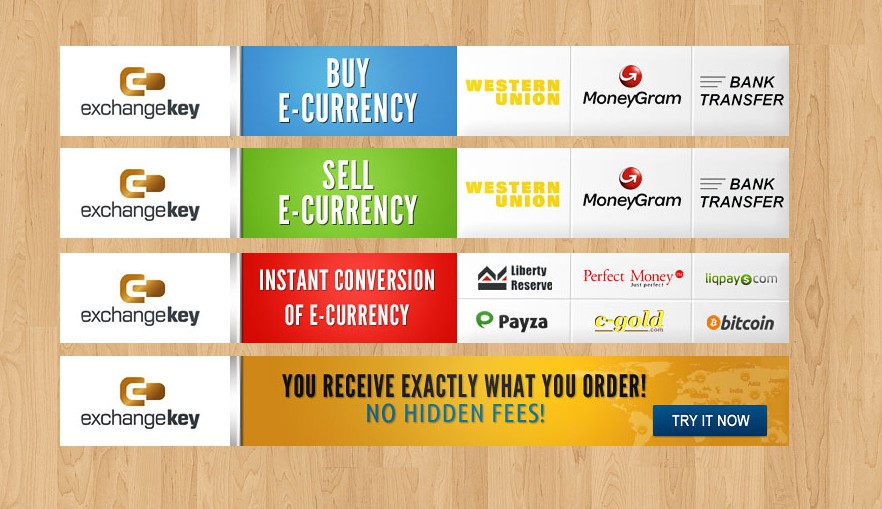 exchangekey
BUY
E-CURRENCY
WESTERN
UNION
MoneyGram
BANK
TRANSFER
exchangekey
SELL
E-CURRENCY
WESTERN
UNION
MoneyGram
BANK
TRANSFER
exchangekey
INSTANT CONVERSION
OF E-CURRENCY
Liberty
Reserve
Perfect Money PM
Just perfect
liqpay$com
Payza
e-gold
.com
bitcoin
exchangekey
YOU RECEIVE EXACTLY WHAT YOU ORDER!
NO HIDDEN FEES!
TRY IT NOW